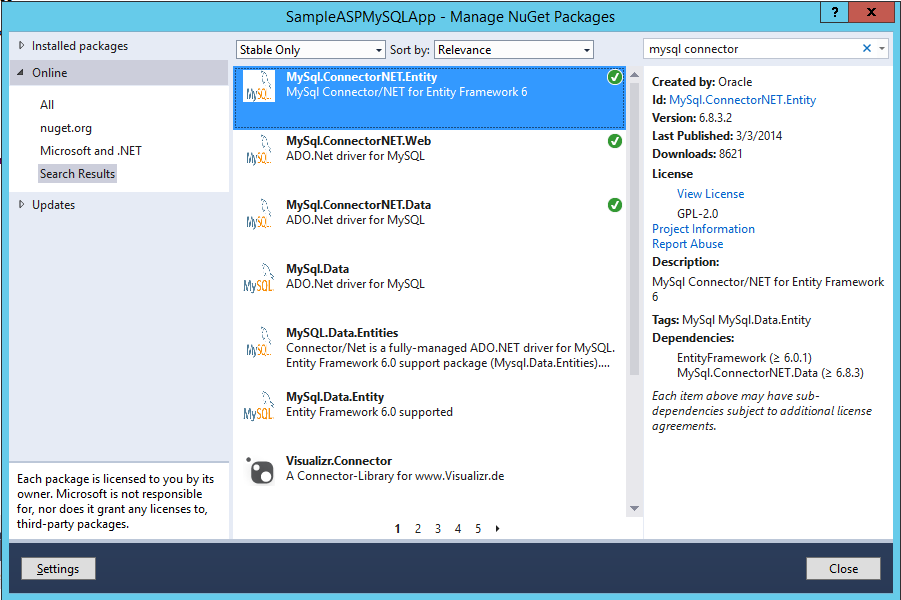 SampleASPMySQLApp - Manage NuGet Packages
?
x
Installed packages
Online
All
nuget.org
Microsoft and .NET
Search Results
Updates
Each package is licensed to you by its
owner. Microsoft is not responsible
for, nor does it grant any licenses to,
third-party packages.
Stable Only
Sort by: Relevance
MySQL
MySql.ConnectorNET.Entity
MySql Connector/NET for Entity Framework 6
MySQL
MySql.ConnectorNET.Web
ADO.Net driver for MySQL
MySQL
MySql.ConnectorNET.Data
ADO.Net driver for MySQL
MySQL
MySql.Data
ADO.Net driver for MySQL
MySQL
MySQL.Data.Entities
Connector/Net is a fully-managed ADO.NET driver for MySQL.
Entity Framework 6.0 support package (Mysql.Data.Entities)....
MySQL
MySql.Data.Entity
Entity Framework 6.0 supported
Visualizr.Connector
A Connector-Library for www.Visualizr.de
1 2 3 4 5
mysql connector
Created by: Oracle
Id: MySql.ConnectorNET.Entity
Version: 6.8.3.2
Last Published: 3/3/2014
Downloads: 8621
License
View License
GPL-2.0
Project Information
Report Abuse
Description:
MySql Connector/NET for Entity Framework
6
Tags: MySql MySql.Data.Entity
Dependencies:
EntityFramework (≥ 6.0.1)
MySql.ConnectorNET.Data (≥ 6.8.3)
Each item above may have sub-
dependencies subject to additional license
agreements.
Settings
Close